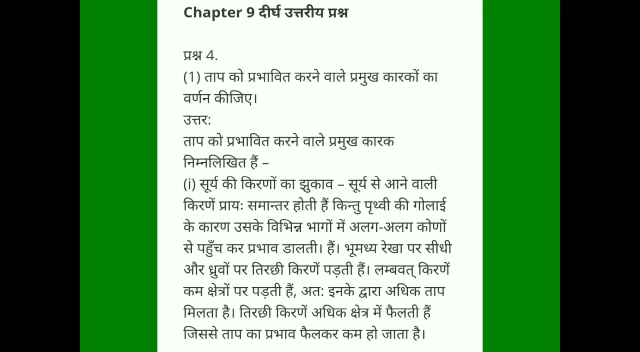 Chapter 9 दीर्घ उत्तरीय प्रश्न
प्रश्न 4.
(1) ताप को प्रभावित करने वाले प्रमुख कारकों का
वर्णन कीजिए।
उत्तर:
ताप को प्रभावित करने वाले प्रमुख कारक
निम्नलिखित हैं –
(i) सूर्य की किरणों का झुकाव – सूर्य से आने वाली
किरणें प्रायः समान्तर होती हैं किन्तु पृथ्वी की गोलाई
के कारण उसके विभिन्न भागों में अलग-अलग कोणों
से पहुँच कर प्रभाव डालती। हैं। भूमध्य रेखा पर सीधी
और ध्रुवों पर तिरछी किरणें पड़ती हैं। लम्बवत् किरणें
कम क्षेत्रों पर पड़ती हैं, अत: इनके द्वारा अधिक ताप
मिलता है। तिरछी किरणें अधिक क्षेत्र में फैलती हैं
जिससे ताप का प्रभाव फैलकर कम हो जाता है।